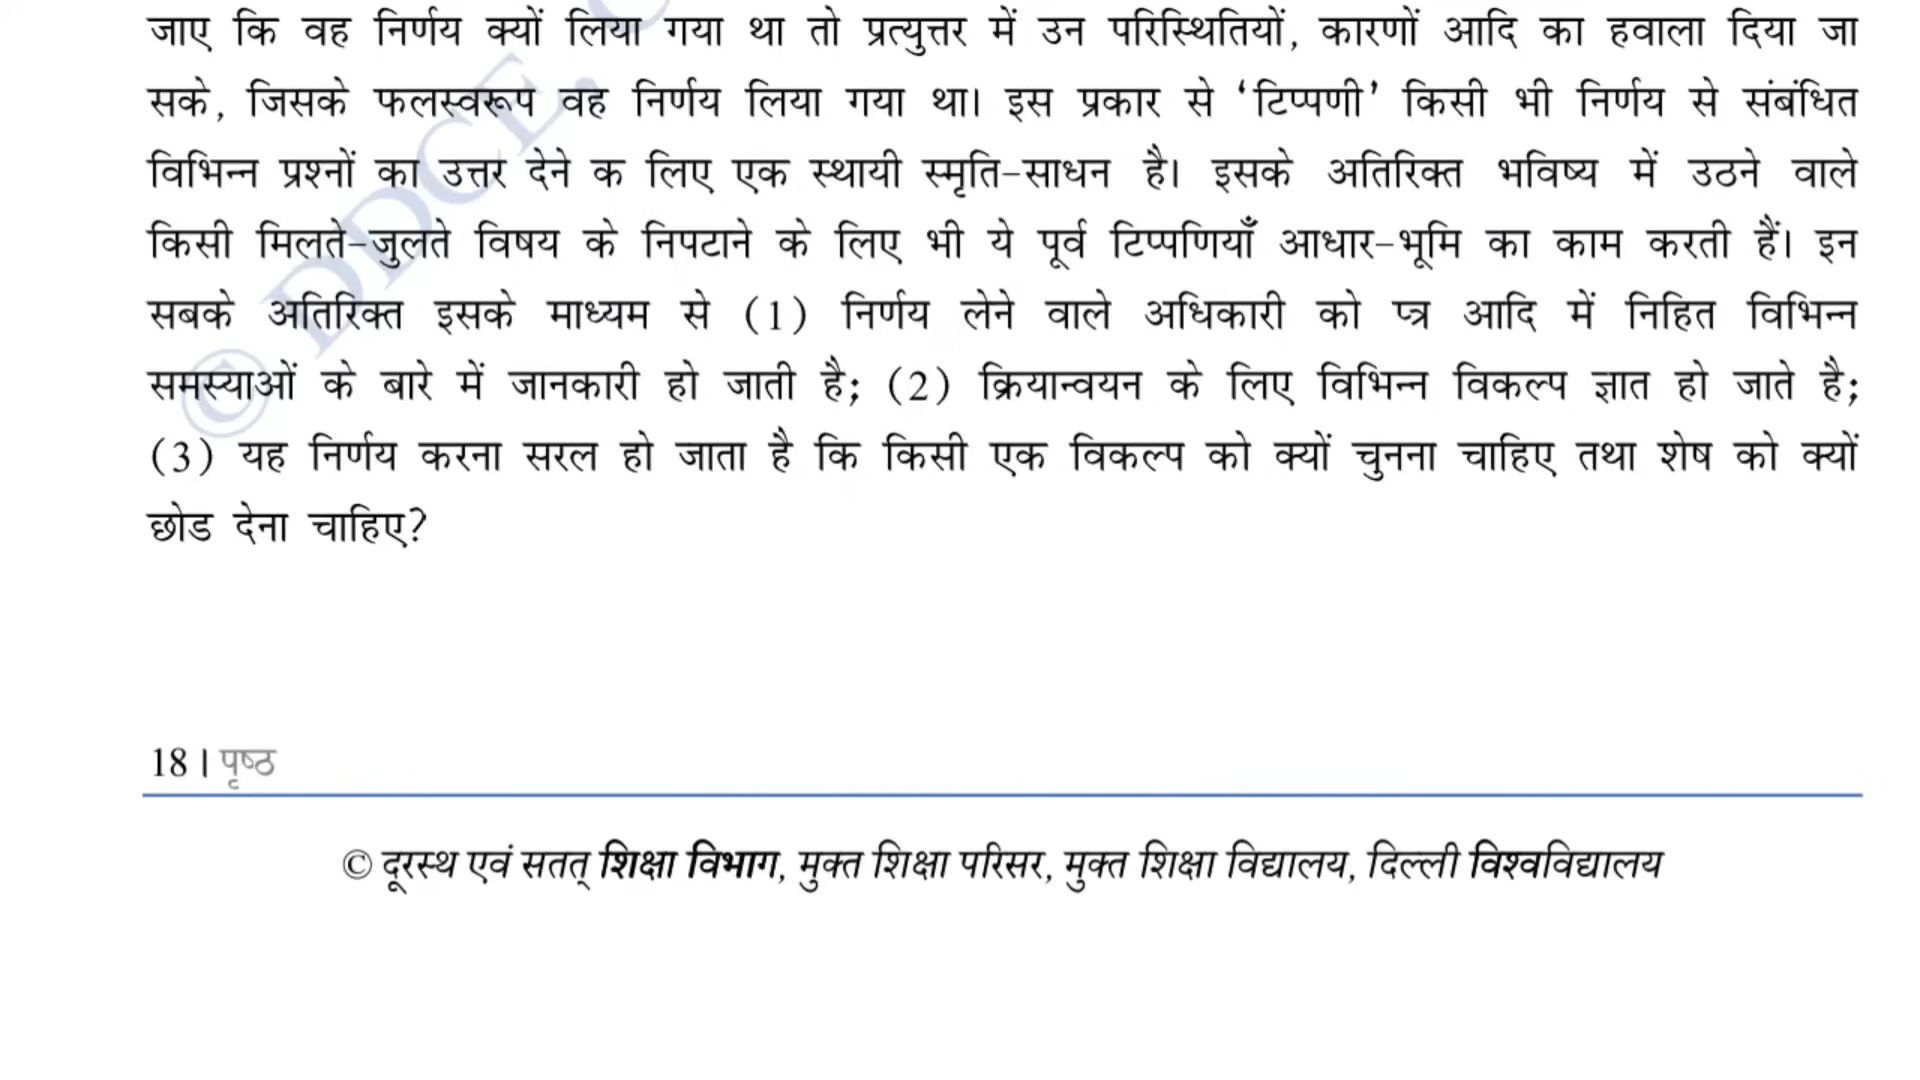 जाए कि वह निर्णय क्यों लिया गया था तो प्रत्युत्तर में उन परिस्थितियों, कारणों आदि का हवाला दिया जा
सके, जिसके फलस्वरूप वह निर्णय लिया गया था। इस प्रकार से ‘टिप्पणी’ किसी भी निर्णय से संबंधित
विभिन्न प्रश्नों का उत्तर देने क लिए एक स्थायी स्मृति-साधन है। इसके अतिरिक्त भविष्य में उठने वाले
किसी मिलते-जुलते विषय के निपटाने के लिए भी ये पूर्व टिप्पणियाँ आधार-भूमि का काम करती हैं। इन
सबके अतिरिक्त इसके माध्यम से (1) निर्णय लेने वाले अधिकारी को प्त्र आदि में निहित विभिन्न
समस्याओं के बारे में जानकारी हो जाती है; (2) क्रियान्वयन के लिए विभिन्न विकल्प ज्ञात हो जाते है;
(3) यह निर्णय करना सरल हो जाता है कि किसी एक विकल्प को क्यों चुनना चाहिए तथा शेष को क्यों
छोड देना चाहिए?
© DDCE, C
18 | पृष्ठ
© दूरस्थ एवं सतत् शिक्षा विभाग, मुक्त शिक्षा परिसर, मुक्त शिक्षा विद्यालय, दिल्ली विश्वविद्यालय